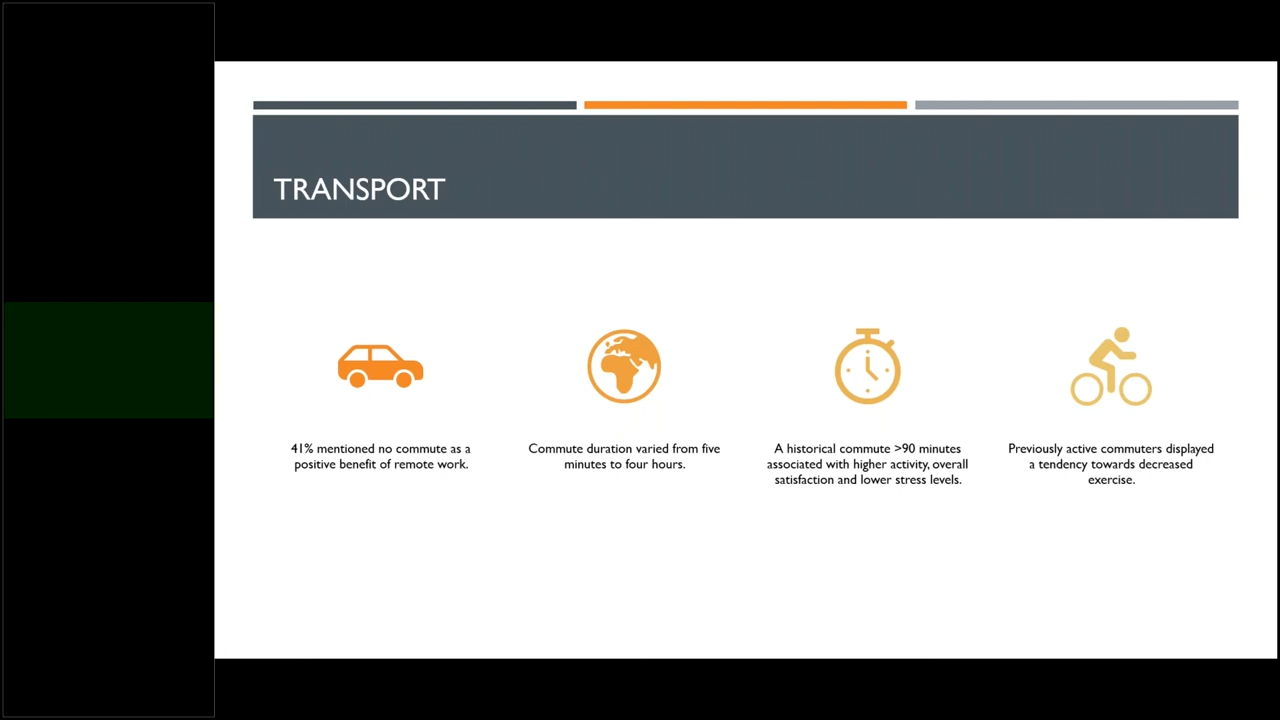 TRANSPORT
41% mentioned no commute as a
positive benefit of remote work.
Commute duration varied from five
minutes to four hours.
A historical commute >90 minutes
associated with higher activity, overall
satisfaction and lower stress levels.
Previously active commuters displayed
a tendency towards decreased
exercise.